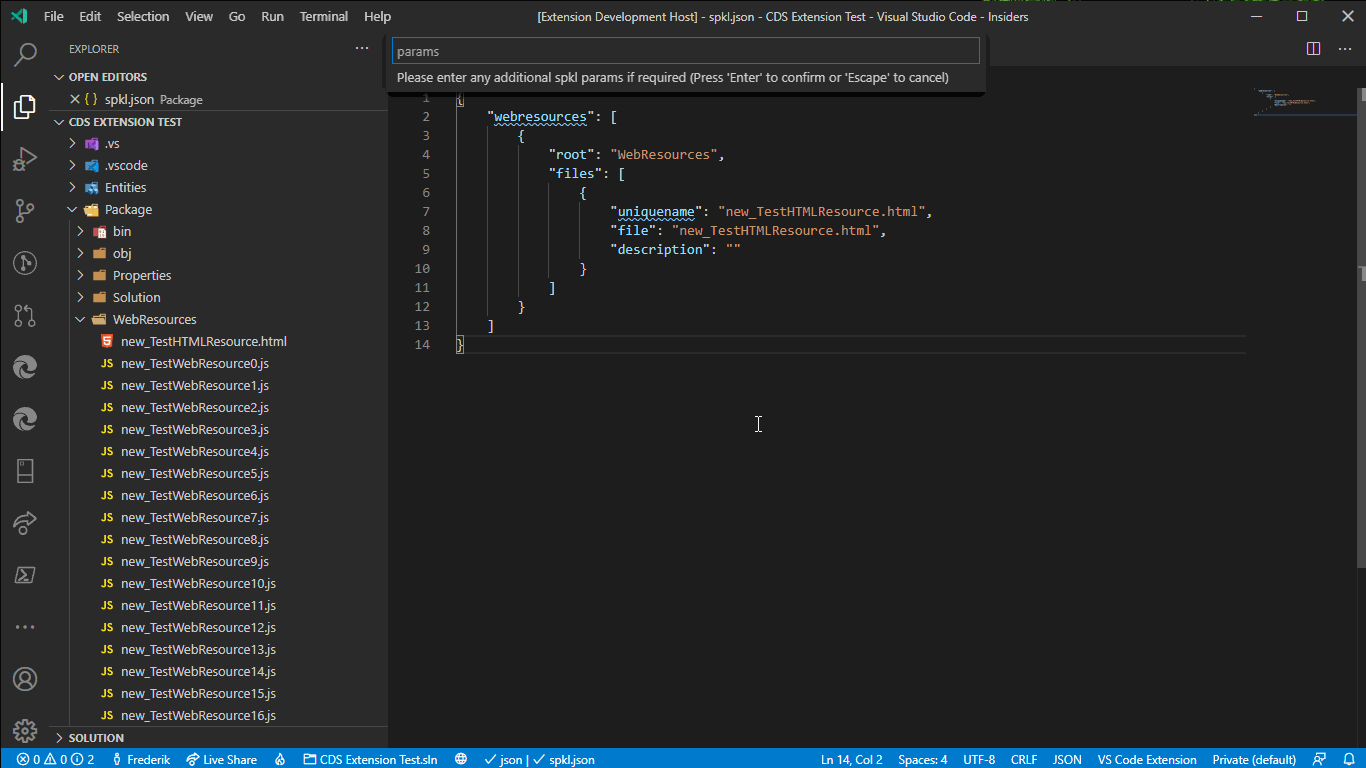 File Edit Selection View Go Run Terminal Help [Extension Development Host] - spkl.json - CDS Extension Test - Visual Studio Code - Insiders
EXPLORER
params
Please enter any additional spkl params if required (Press 'Enter' to confirm or 'Escape' to cancel)
OPEN EDITORS
{ } spkl.json Package
CDS EXTENSION TEST
.vs
.vscode
Entities
Package
bin
obj
Properties
Solution
WebResources
new_TestHTMLResource.html
JS new_TestWebResource0.js
JS new_TestWebResource1.js
JS new_TestWebResource2.js
JS new_TestWebResource3.js
JS new_TestWebResource4.js
JS new_TestWebResource5.js
JS new_TestWebResource6.js
JS new_TestWebResource7.js
JS new_TestWebResource8.js
JS new_TestWebResource9.js
JS new_TestWebResource10.js
JS new_TestWebResource11.js
JS new_TestWebResource12.js
JS new_TestWebResource13.js
JS new_TestWebResource14.js
JS new_TestWebResource15.js
JS new_TestWebResource16.js
SOLUTION
1 {
2 "webresources": [
3 {
4 "root": "WebResources",
5 "files": [
6 {
7 "uniquename": "new_TestHTMLResource.html",
8 "file": "new_TestHTMLResource.html",
9 "description": ""
10 }
11 ]
12 }
13 ]
14 }
0 0 2 Frederik Live Share CDS Extension Test.sln json | spkl.json Ln 14, Col 2 Spaces: 4 UTF-8 CRLF JSON VS Code Extension Private (default)